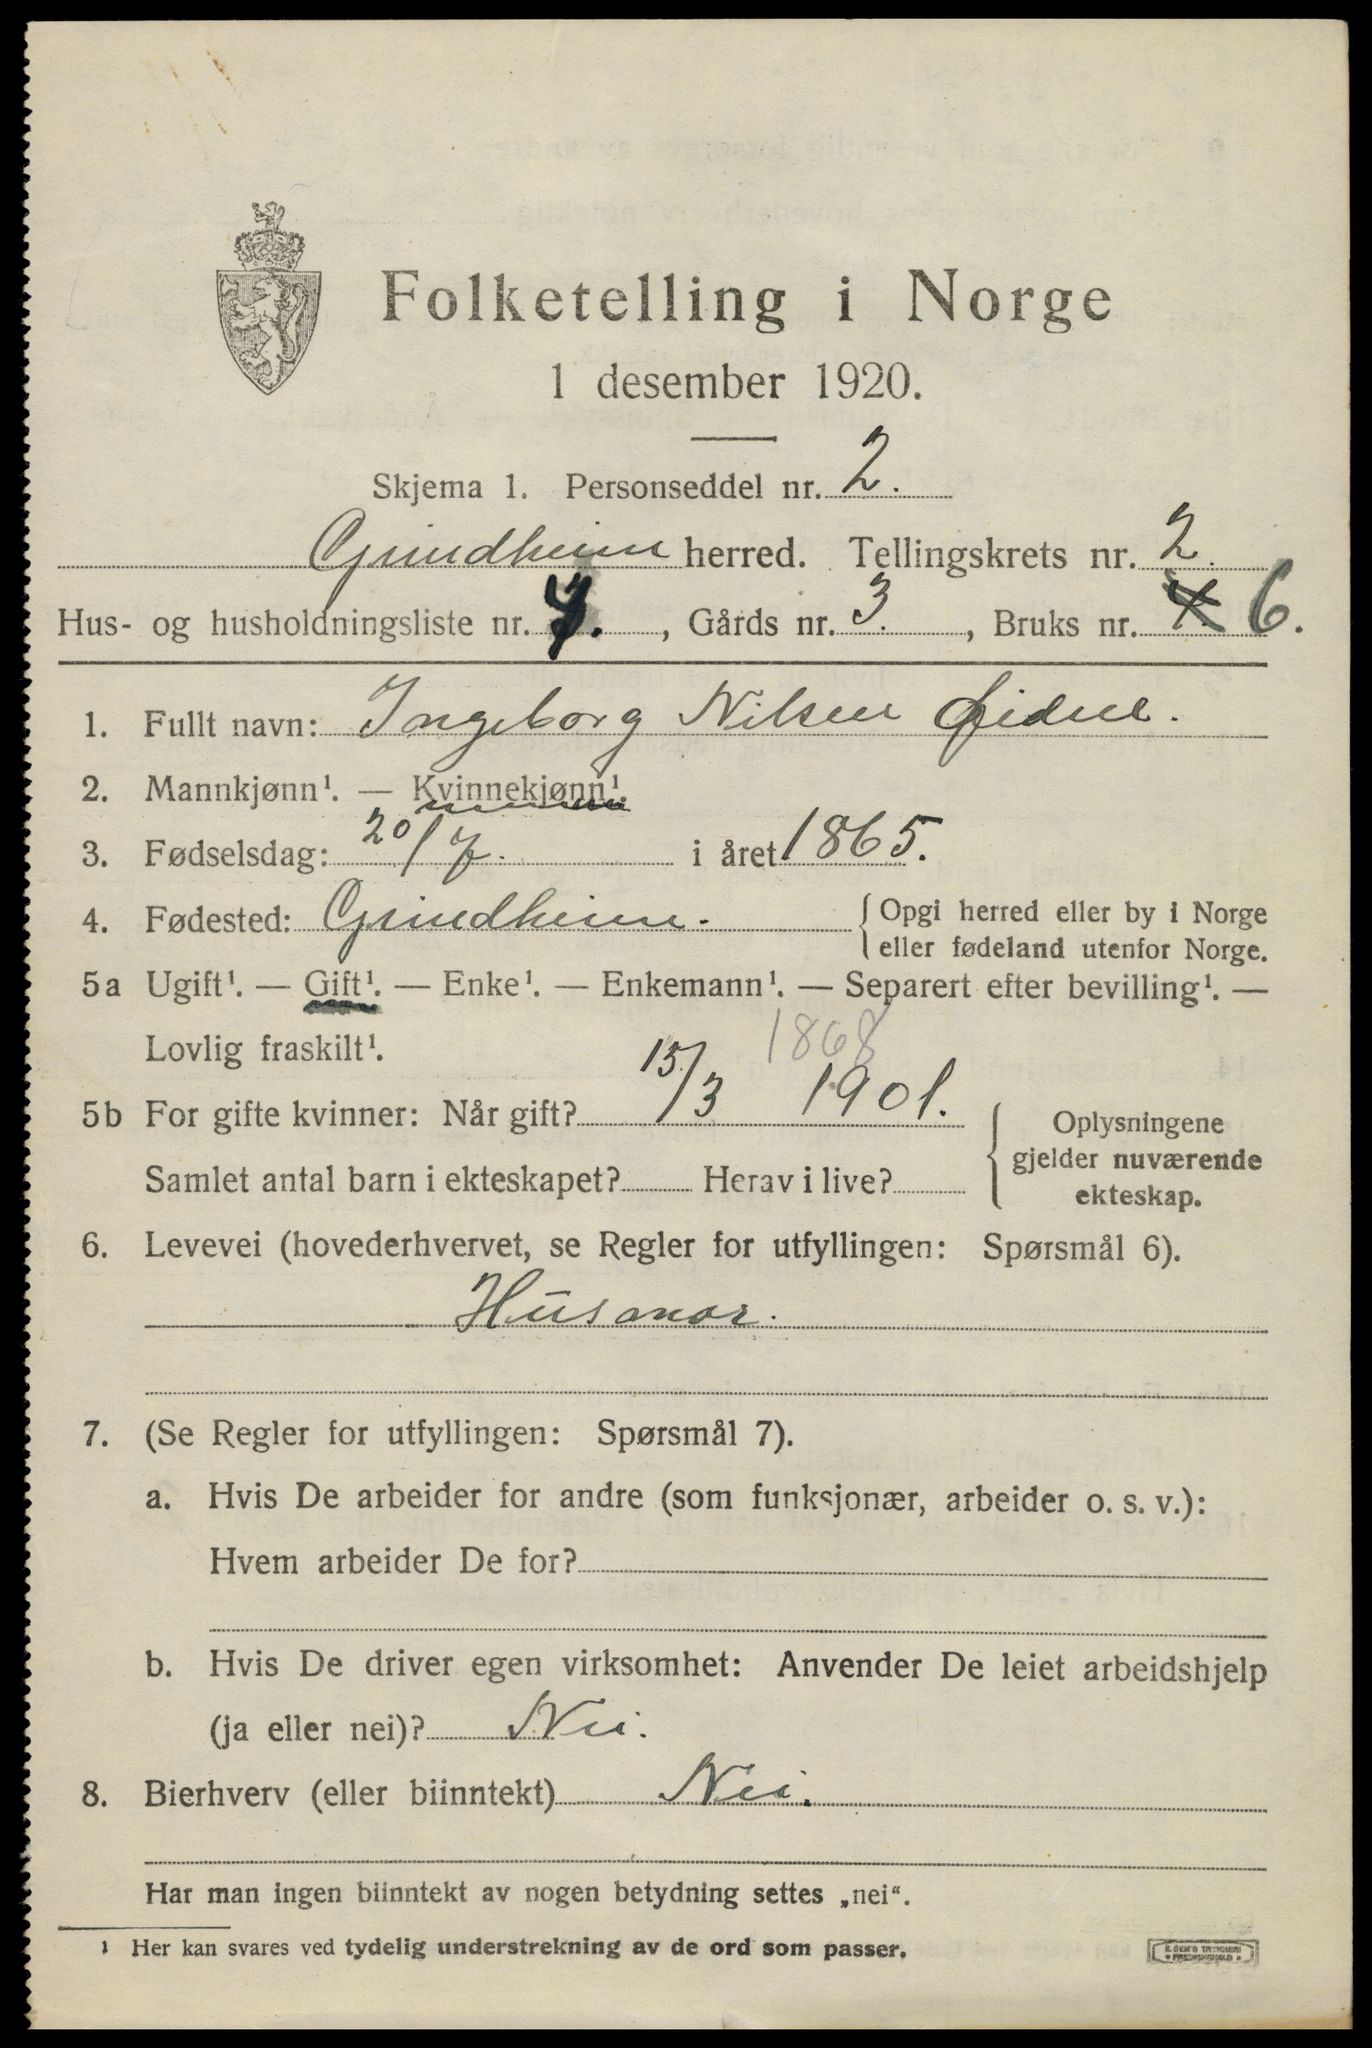 Folketelling i Norge
1 desember 1920.
Skjema 1. Personseddel nr. 2.
Grindheim herred. Tellingskrets nr. 2.
Hus- og husholdningsliste nr. , Gårds nr. 3. , Bruks nr. 4. 6.
1. Fullt navn: Ingeborg Nilsen Øidne.
2. Mannkjønn¹. — Kvinnekjønn¹.
3. Fødselsdag: 20/7. i året 1865.
4. Fødested: Grindheim. { Opgi herred eller by i Norge
eller fødeland utenfor Norge.
5a Ugift¹. — Gift¹. — Enke¹. — Enkemann¹. — Separert efter bevilling¹. —
Lovlig fraskilt¹.
1868
5b For gifte kvinner: Når gift? 15/3 1901.
Samlet antal barn i ekteskapet? Herav i live?
{ Oplysningene
gjelder nuværende
ekteskap.
6. Levevei (hovederhvervet, se Regler for utfyllingen: Spørsmål 6).
Husmor.
7. (Se Regler for utfyllingen: Spørsmål 7).
a. Hvis De arbeider for andre (som funksjonær, arbeider o. s. v.):
Hvem arbeider De for?
b. Hvis De driver egen virksomhet: Anvender De leiet arbeidshjelp
(ja eller nei)? Nei.
8. Bierhverv (eller biinntekt) Nei.
Har man ingen biinntekt av nogen betydning settes „nei“.
¹ Her kan svares ved tydelig understrekning av de ord som passer.